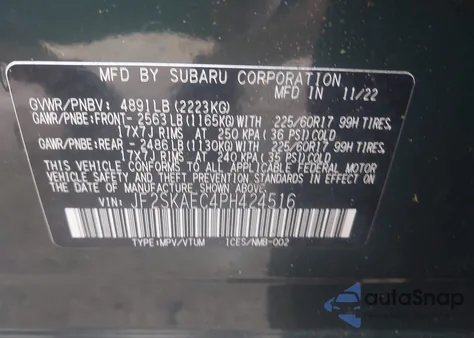 MFD BY SUBARU CORPORATION
MFD. IN 11/22
GVWR/PNBV: 4891LB(2223KG)
GAWR/PNBE:FRONT-2563LB(1165KG)WITH 225/60R17 99H TIRES,
17X7J RIMS AT 250 KPA(36 PSI)COLD
GAWR/PNBE:REAR -2486LB(1130KG)WITH 225/60R17 99H TIRES,
17X7J RIMS AT 240 KPA(35 PSI)COLD
THIS VEHICLE CONFORMS TO ALL APPLICABLE FEDERAL MOTOR
VEHICLE SAFETY AND THEFT PREVENTION STANDARDS IN EFFECT
ON THE DATE OF MANUFACTURE SHOWN ABOVE.
VIN: JF2SKAEC4PH424516
TYPE:MPV/VTUM ICES/NMB-002
autoSnap